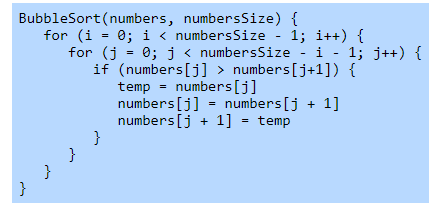 BubbleSort(numbers, numbersSize) {
   for (i = 0; i < numbersSize - 1; i++) {
      for (j = 0; j < numbersSize - i - 1; j++) {
         if (numbers[j] > numbers[j+1]) {
            temp = numbers[j]
            numbers[j] = numbers[j + 1]
            numbers[j + 1] = temp
         }
      }
   }
}